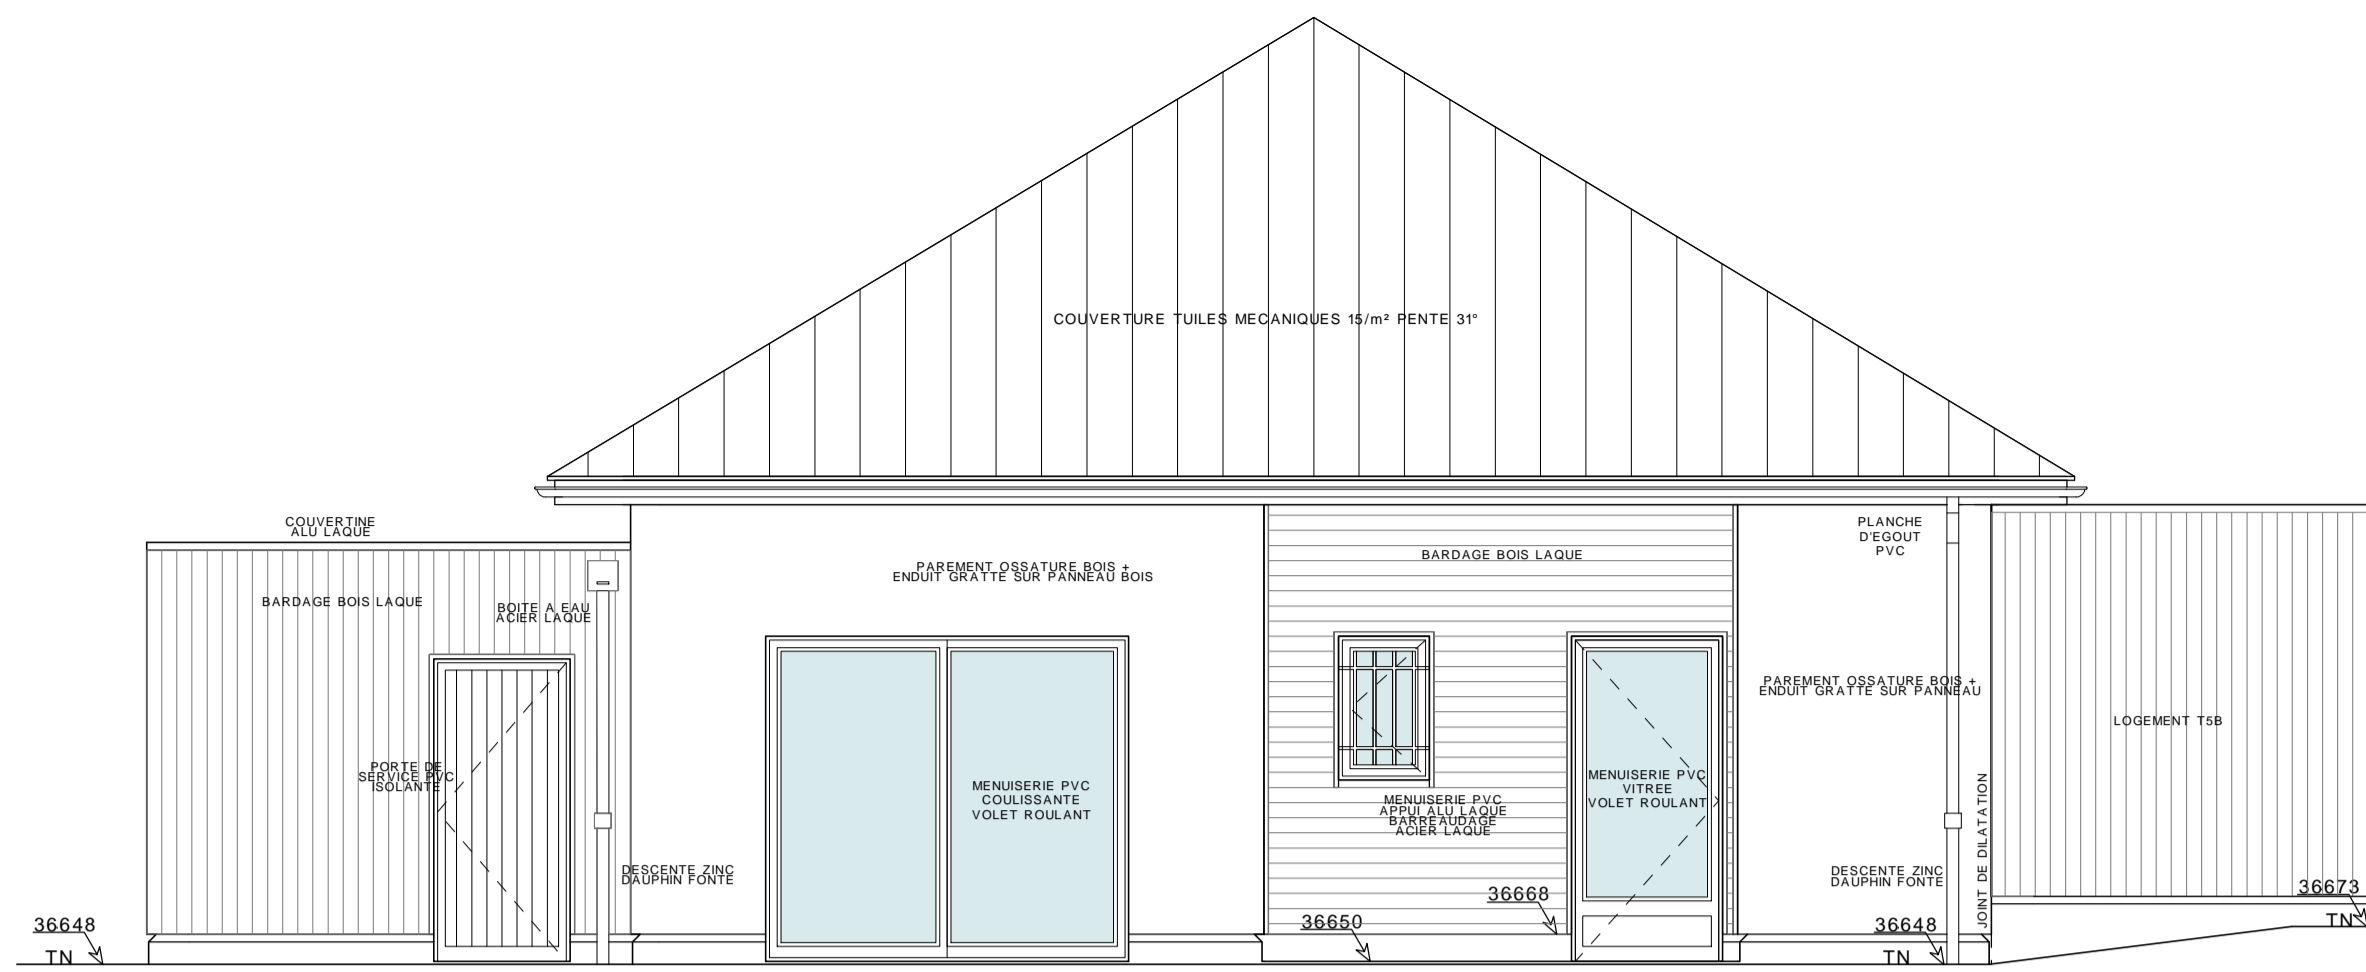 COUVERTURE TUILES MECANIQUES 15/m² PENTE 31°
COUVERTINE
ALU LAQUE
PLANCHE
D'EGOUT
PVC
BARDAGE BOIS LAQUE
PAREMENT OSSATURE BOIS +
ENDUIT GRATTE SUR PANNEAU BOIS
BARDAGE BOIS LAQUE
BOITE A EAU
ACIER LAQUE
PAREMENT OSSATURE BOIS +
ENDUIT GRATTE SUR PANNEAU
LOGEMENT T5B
PORTE DE
SERVICE PVC
ISOLANTE
MENUISERIE PVC
COULISSANTE
VOLET ROULANT
MENUISERIE PVC
APPUI ALU LAQUE
BARREAUDAGE
ACIER LAQUE
MENUISERIE PVC
VITREE
VOLET ROULANT
JOINT DE DILATATION
DESCENTE ZINC
DAUPHIN FONTE
DESCENTE ZINC
DAUPHIN FONTE
36648
TN
36650
36668
36648
TN
36673
TN